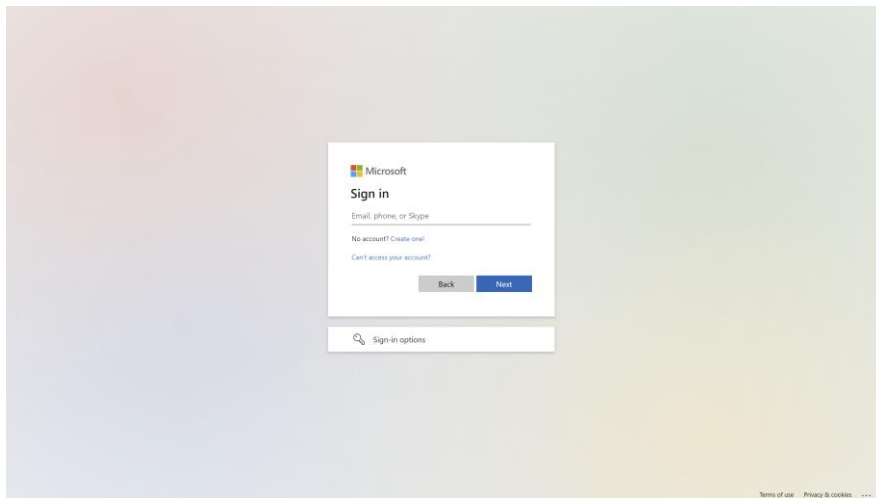 Microsoft
Sign in
Email, phone, or Skype
No account? Create one!
Can't access your account?
Back Next
Sign-in options
Terms of use Privacy & cookies ...